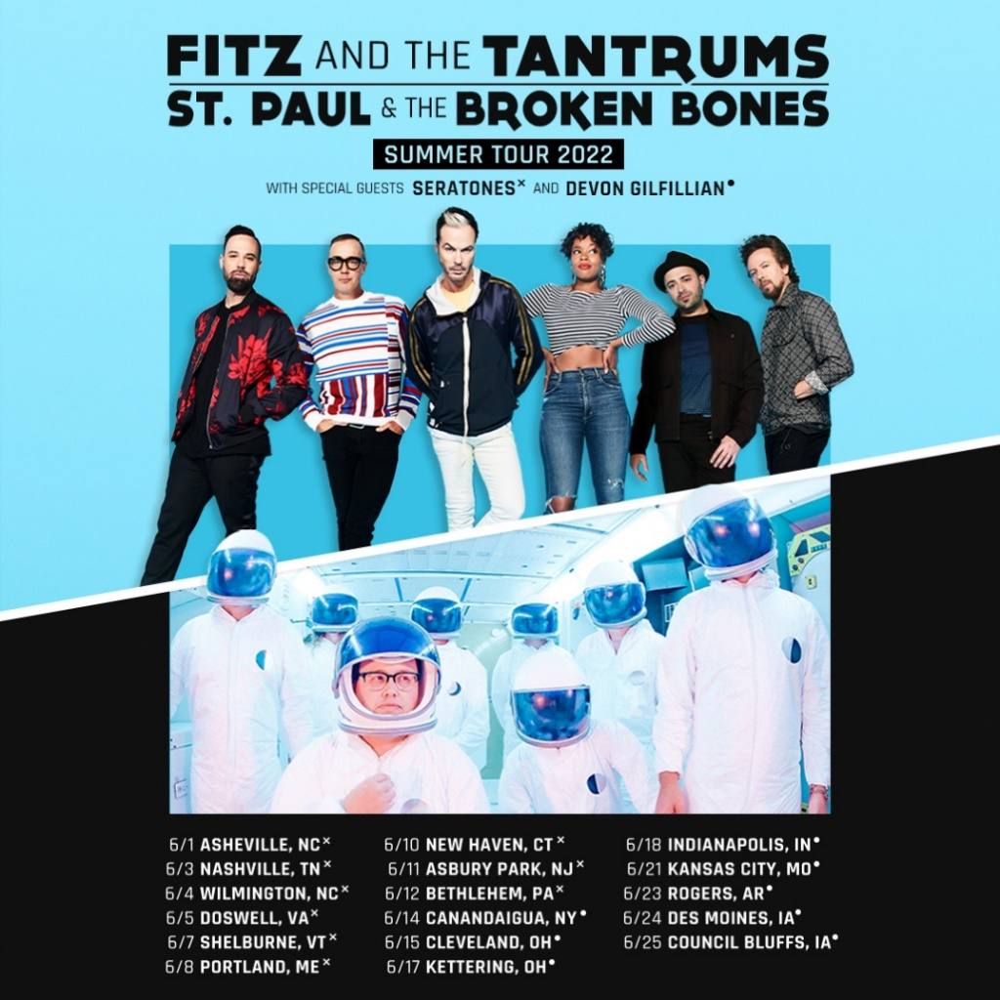 FITZ AND THE TANTRUMS
ST. PAUL & THE BROKEN BONES
SUMMER TOUR 2022
WITH SPECIAL GUESTS SERATONES× AND DEVON GILFILLIAN•
6/1 ASHEVILLE, NC×
6/3 NASHVILLE, TN×
6/4 WILMINGTON, NC×
6/5 DOSWELL, VA×
6/7 SHELBURNE, VT×
6/8 PORTLAND, ME×
6/10 NEW HAVEN, CT×
6/11 ASBURY PARK, NJ×
6/12 BETHLEHEM, PA×
6/14 CANANDAIGUA, NY•
6/15 CLEVELAND, OH•
6/17 KETTERING, OH•
6/18 INDIANAPOLIS, IN•
6/21 KANSAS CITY, MO•
6/23 ROGERS, AR•
6/24 DES MOINES, IA•
6/25 COUNCIL BLUFFS, IA•